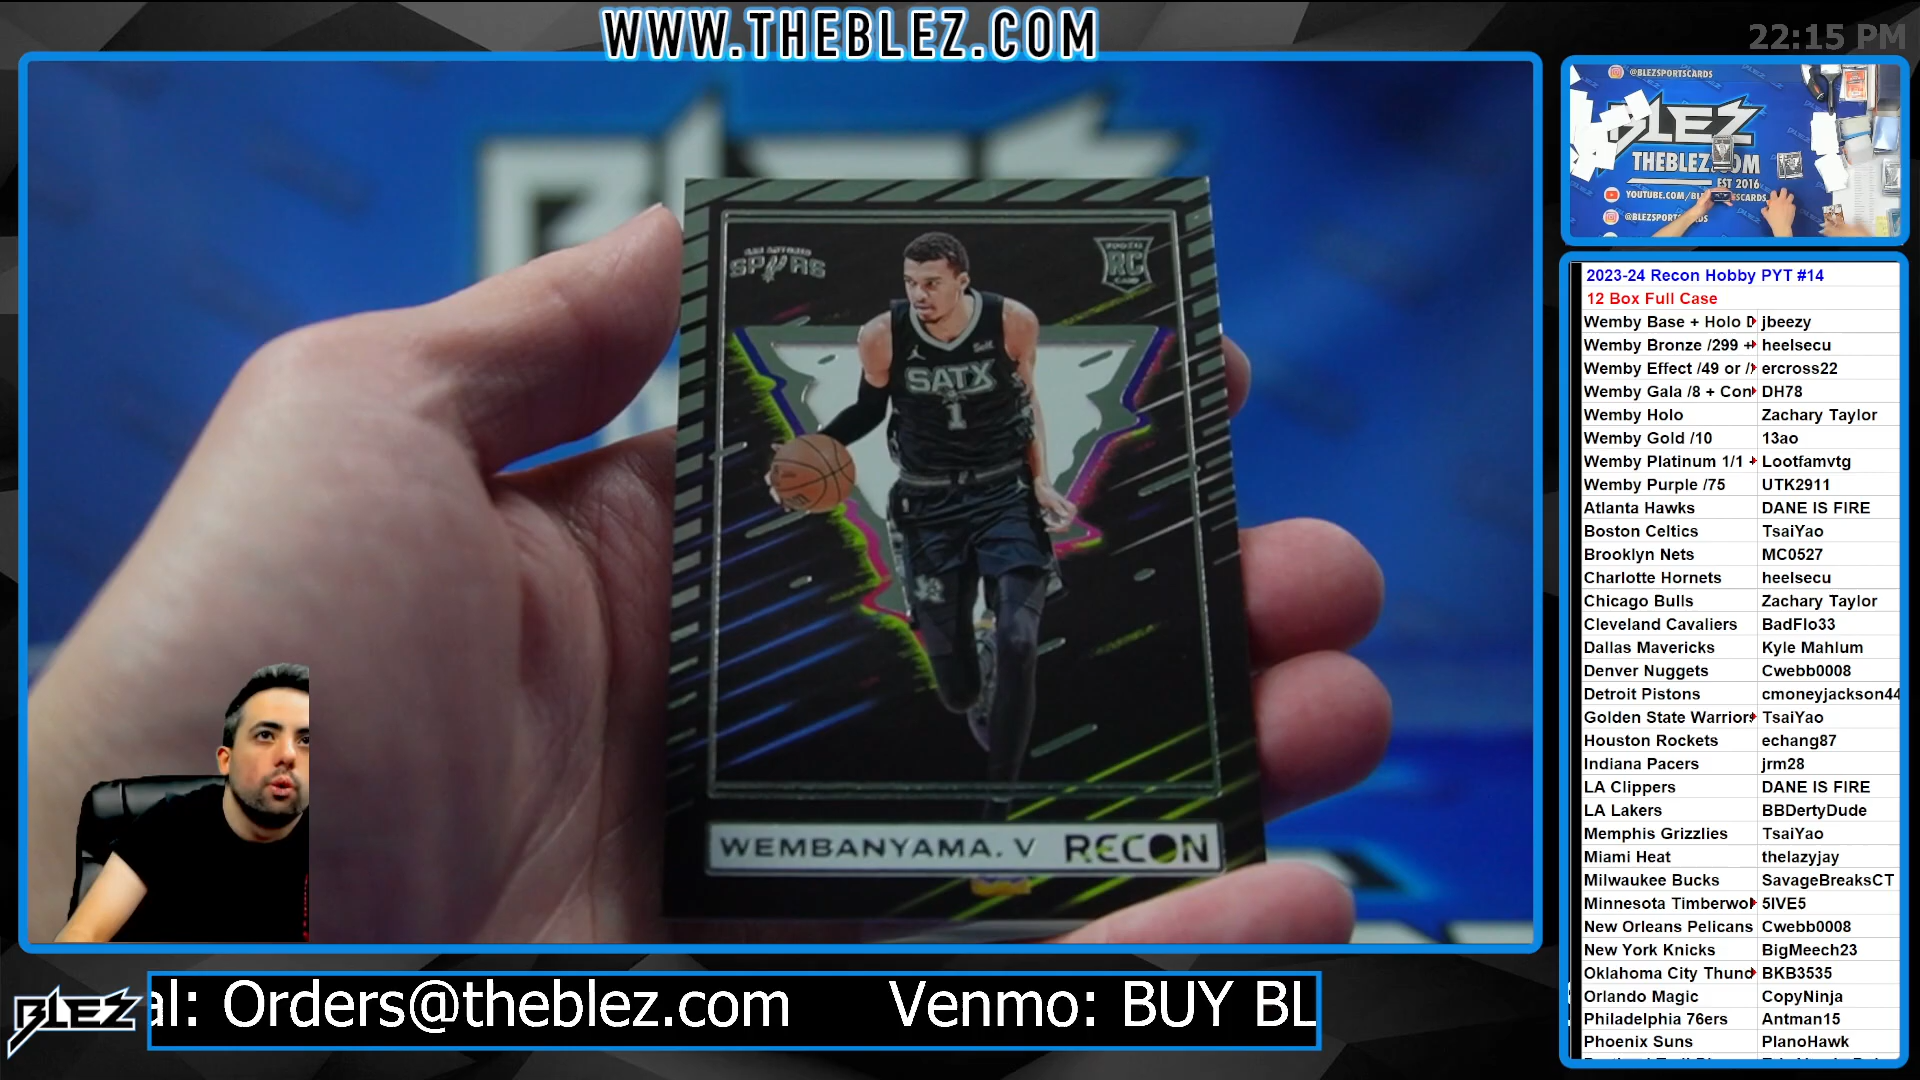 WWW.THEBLEZ.COM
22:15 PM
SAN ANTONIO
SPURS
RC
SATX
1
WEMBANYAMA. V RECON
@BLEZSPORTSCARDS
BLEZ
THEBLEZ.COM
EST 2016
@BLEZSPORTSCARDS
2023-24 Recon Hobby PYT #14
12 Box Full Case
Wemby Base + Holo D jbeezy
Wemby Bronze /299 + heelsecu
Wemby Effect /49 or / ercross22
Wemby Gala /8 + Con DH78
Wemby Holo Zachary Taylor
Wemby Gold /10 13ao
Wemby Platinum 1/1 + Lootfamvtg
Wemby Purple /75 UTK2911
Atlanta Hawks DANE IS FIRE
Boston Celtics TsaiYao
Brooklyn Nets MC0527
Charlotte Hornets heelsecu
Chicago Bulls Zachary Taylor
Cleveland Cavaliers BadFlo33
Dallas Mavericks Kyle Mahlum
Denver Nuggets Cwebb0008
Detroit Pistons cmoneyjackson44
Golden State Warriors TsaiYao
Houston Rockets echang87
Indiana Pacers jrm28
LA Clippers DANE IS FIRE
LA Lakers BBDertyDude
Memphis Grizzlies TsaiYao
Miami Heat thelazyjay
Milwaukee Bucks SavageBreaksCT
Minnesota Timberwol 5IVE5
New Orleans Pelicans Cwebb0008
New York Knicks BigMeech23
Oklahoma City Thund BKB3535
Orlando Magic CopyNinja
Philadelphia 76ers Antman15
Phoenix Suns PlanoHawk
BLEZ
al: Orders@theblez.com Venmo: BUY BL